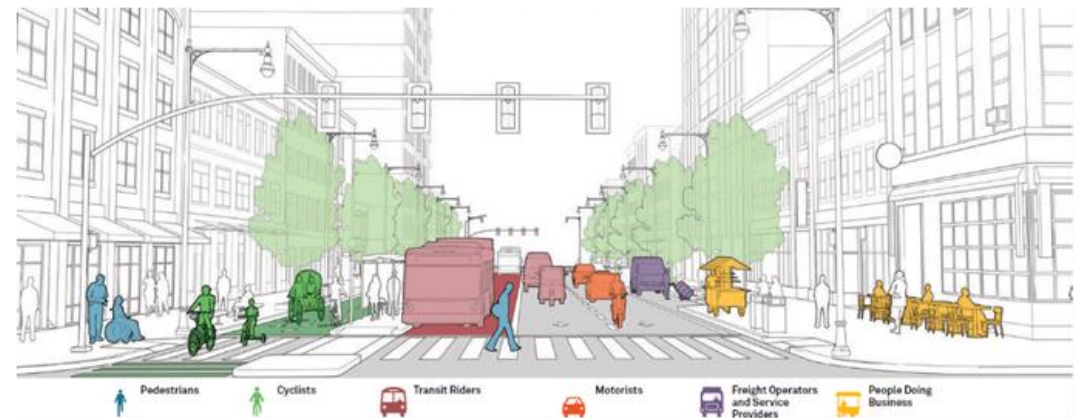 Pedestrians
Cyclists
Transit Riders
Motorists
Freight Operators
and Service
Providers
People Doing
Business